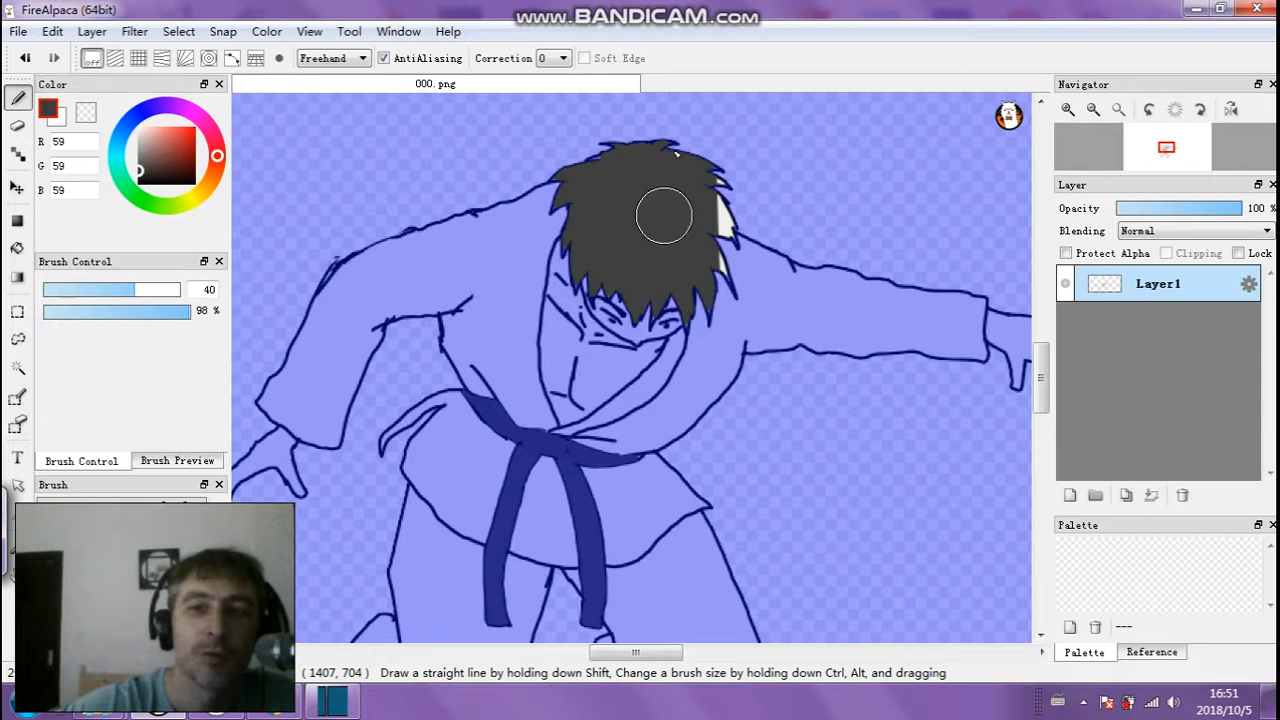 FireAlpaca (64bit)
www.BANDICAM.com
File Edit Layer Filter Select Snap Color View Tool Window Help
off Freehand AntiAliasing Correction 0 Soft Edge
Color
000.png
Navigator
R 59
G 59
B 59
Layer
Opacity 100 %
Blending Normal
Protect Alpha Clipping Lock
Brush Control
40
98 %
Layer1
Brush Control Brush Preview
Brush
T
Palette
---
Palette Reference
( 1407, 704 ) Draw a straight line by holding down Shift, Change a brush size by holding down Ctrl, Alt, and dragging
16:51
2018/10/5